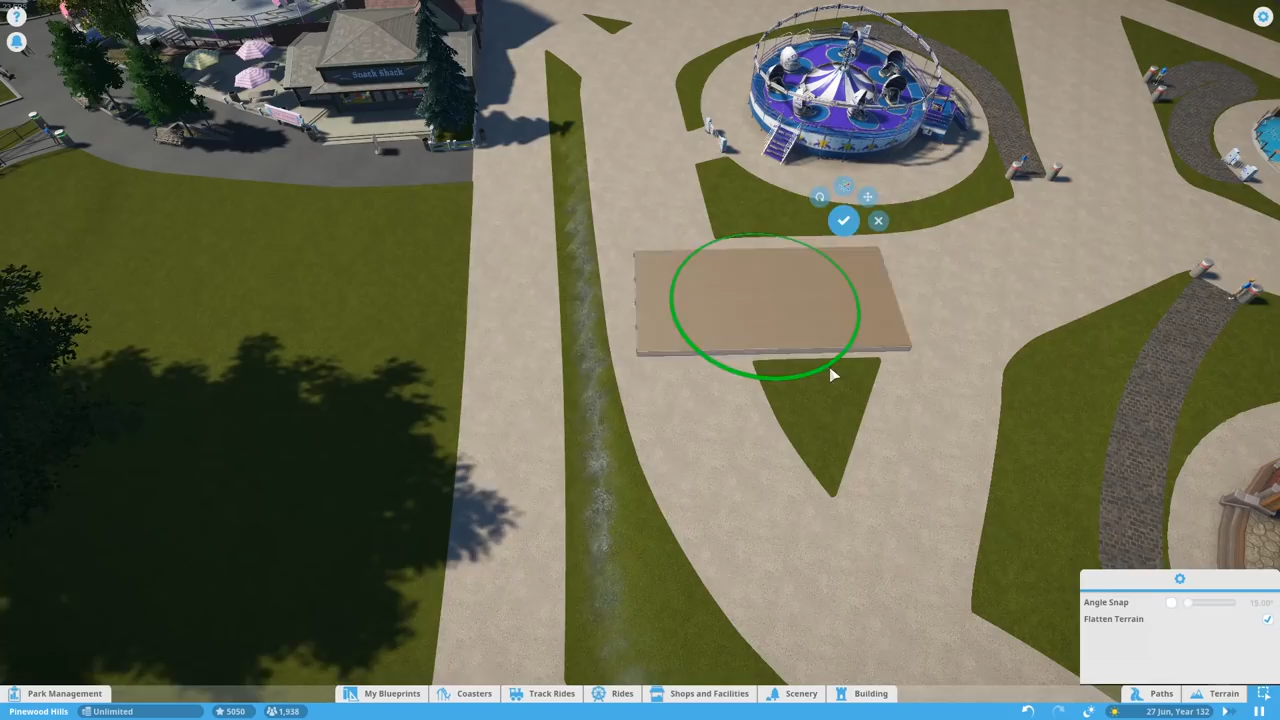 ?
Snack Shack
Angle Snap 15.00°
Flatten Terrain
Park Management
My Blueprints
Coasters
Track Rides
Rides
Shops and Facilities
Scenery
Building
Paths
Terrain
Pinewood Hills
Unlimited
5050
1,938
27 Jun, Year 132